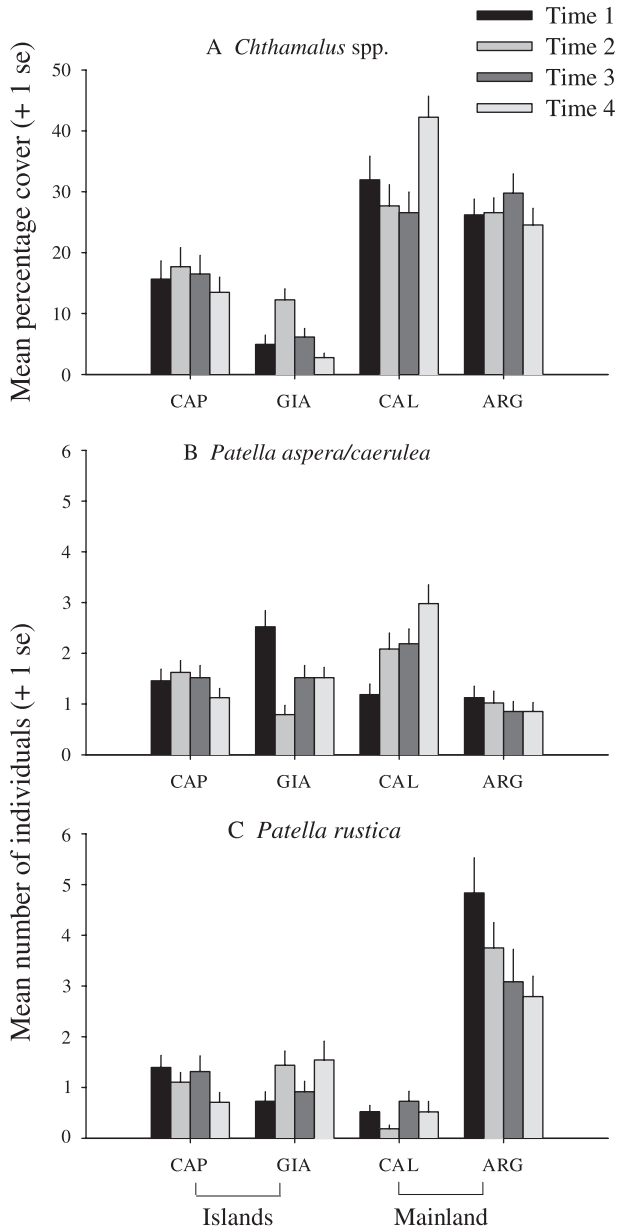 Time 1
Time 2
Time 3
Time 4
A Chthamalus spp.
Mean percentage cover (+ 1 se)
50
40
30
20
10
0
CAP GIA CAL ARG
B Patella aspera/caerulea
Mean number of individuals (+ 1 se)
6
5
4
3
2
1
0
CAP GIA CAL ARG
C Patella rustica
6
5
4
3
2
1
0
CAP GIA CAL ARG
Islands Mainland